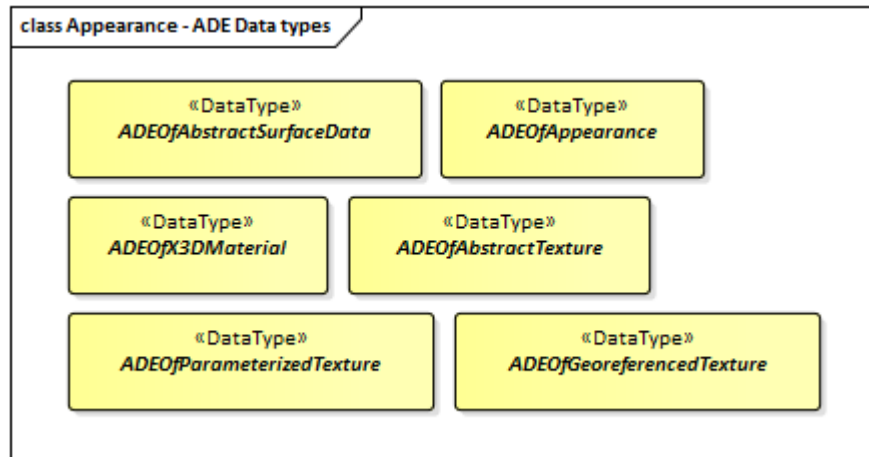 class Appearance - ADE Data types
«DataType»
ADEOfAbstractSurfaceData
«DataType»
ADEOfAppearance
«DataType»
ADEOfX3DMaterial
«DataType»
ADEOfAbstractTexture
«DataType»
ADEOfParameterizedTexture
«DataType»
ADEOfGeoreferencedTexture